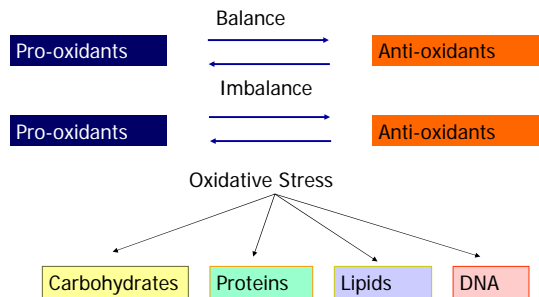 Balance
Pro-oxidants Anti-oxidants
Imbalance
Pro-oxidants Anti-oxidants
Oxidative Stress
Carbohydrates Proteins Lipids DNA